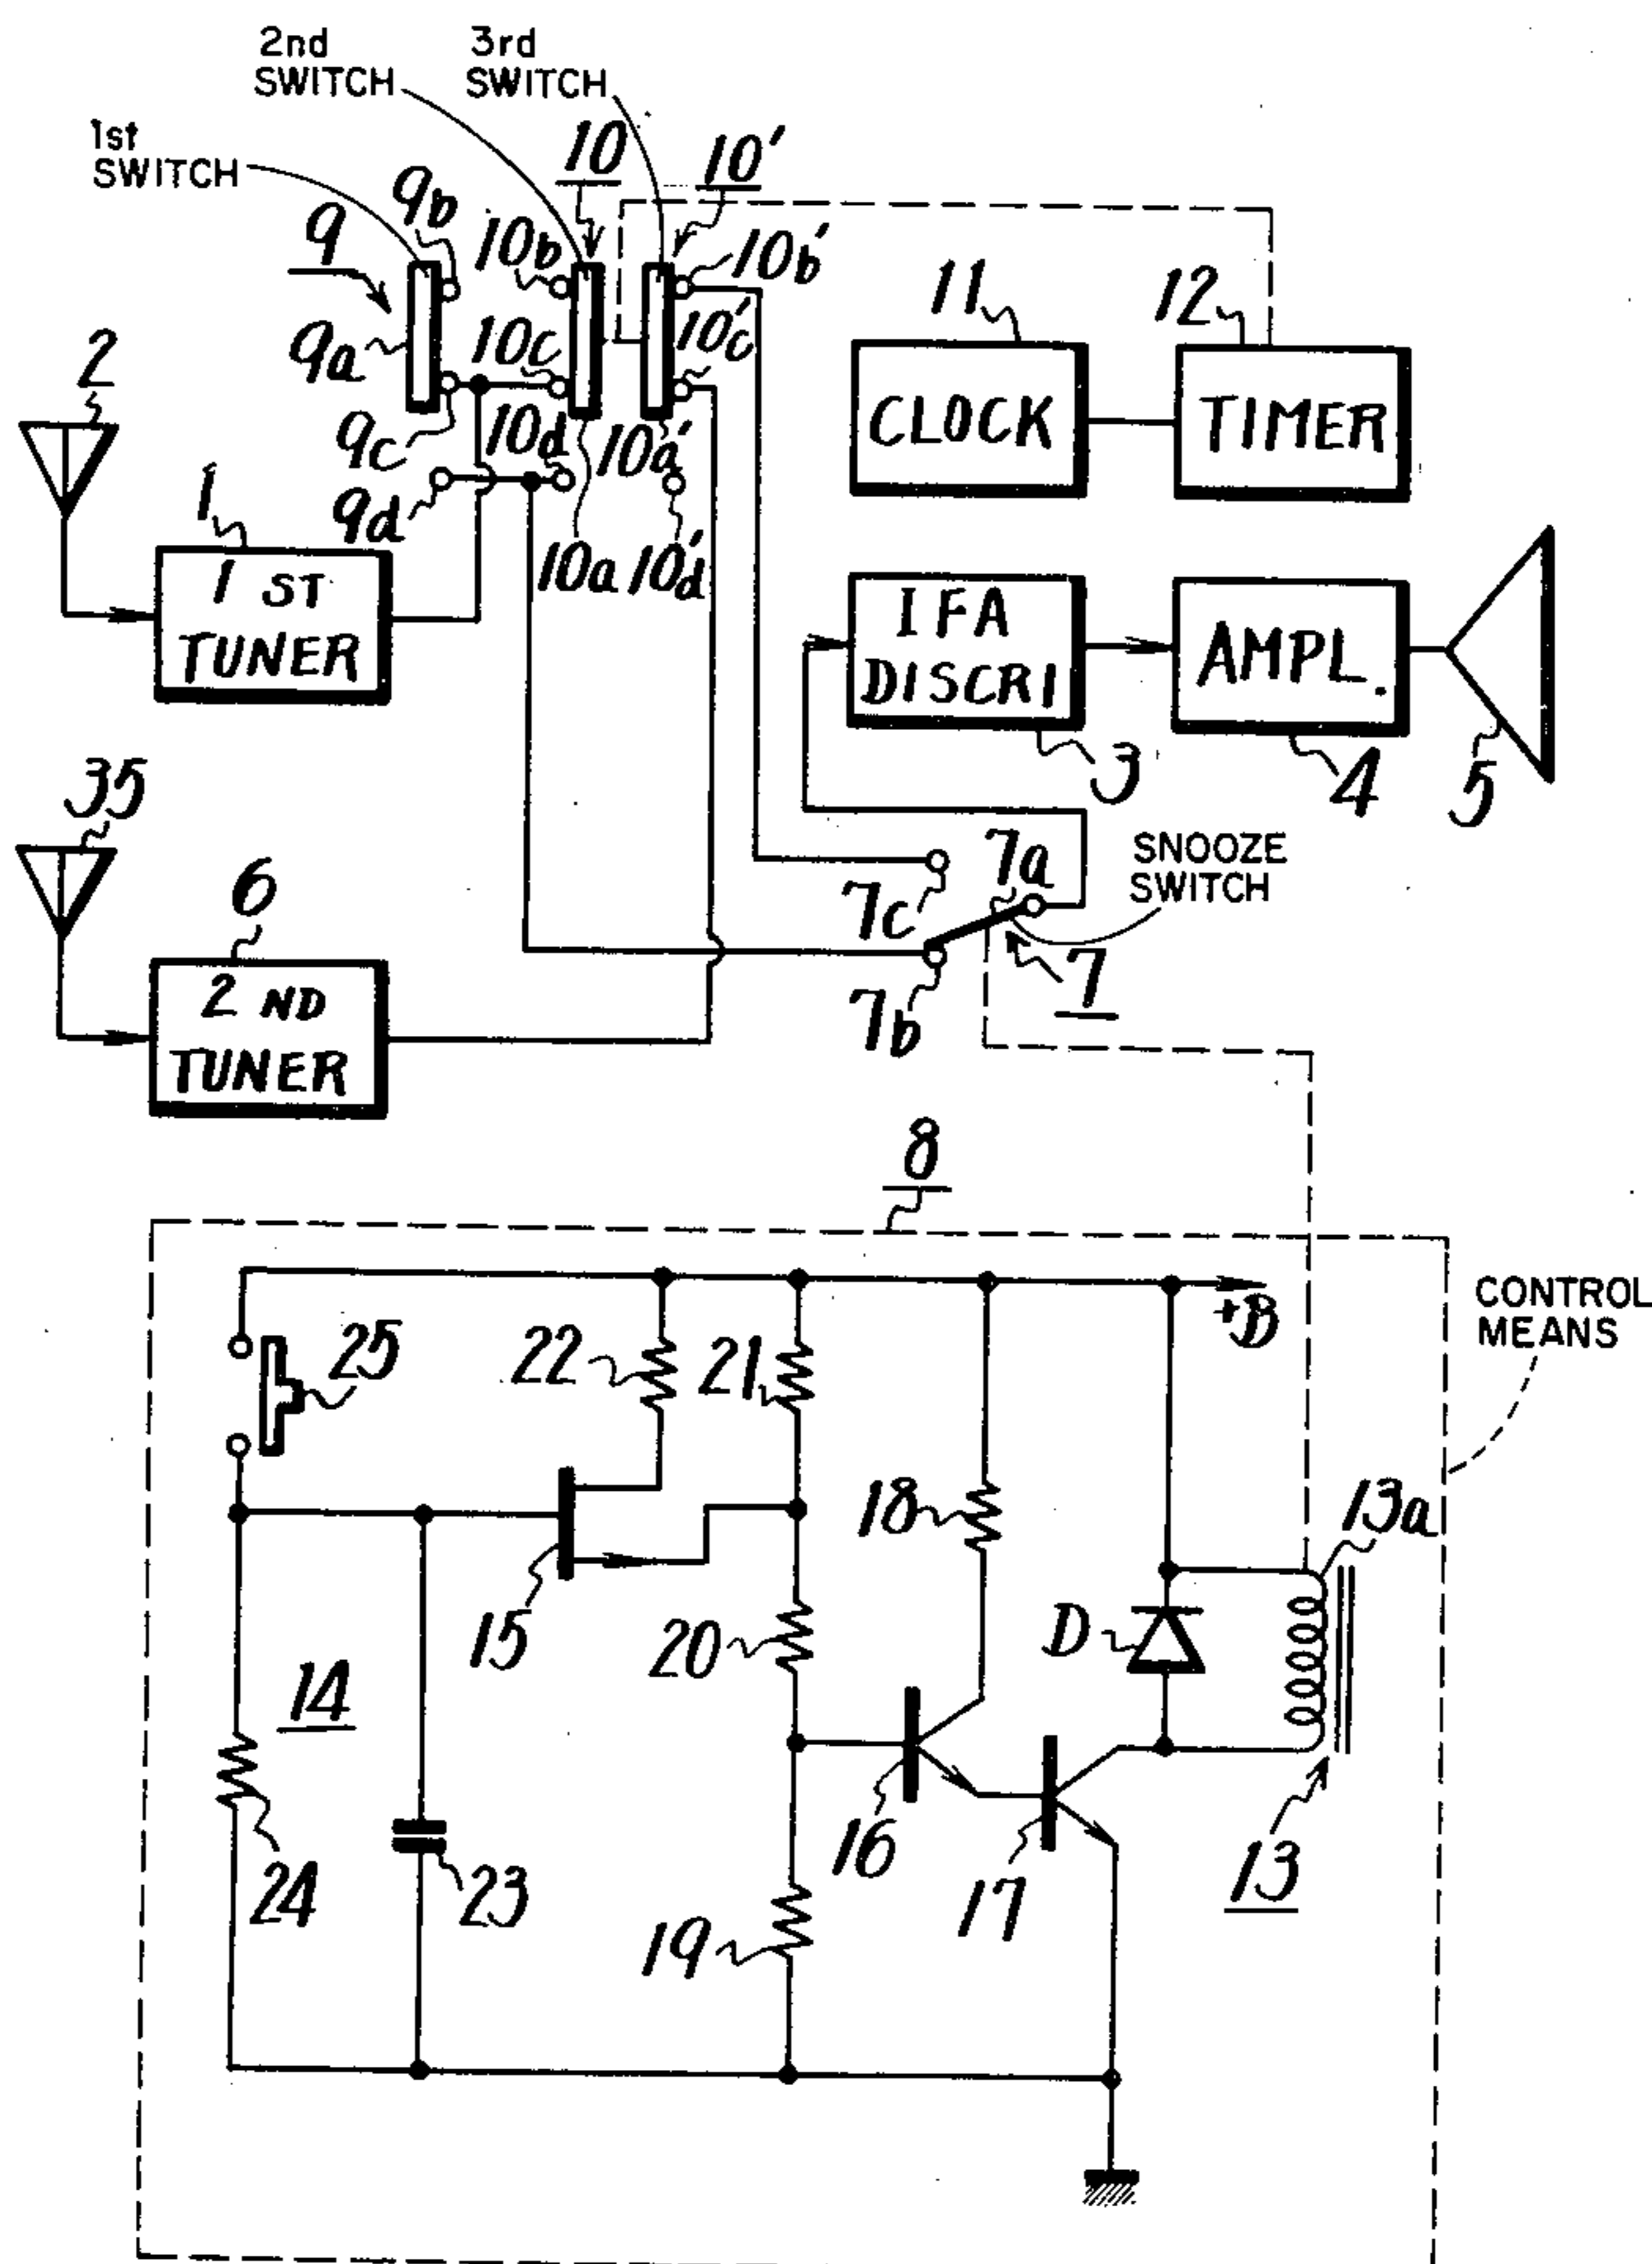 2nd
SWITCH
3rd
SWITCH
1st
SWITCH
10
10'
9b
9
10b
10b'
11
12
2
9a
10c
10'c
CLOCK
TIMER
9c
10d
10a'
9d
1
10a
10'd
1 ST
TUNER
IFA
DISCRI
AMPL.
3
4
5
35
7a
SNOOZE
SWITCH
6
7c
2 ND
TUNER
7b
7
8
+B
CONTROL
MEANS
25
22
21
18
13a
15
20
D
14
16
24
23
17
13
19